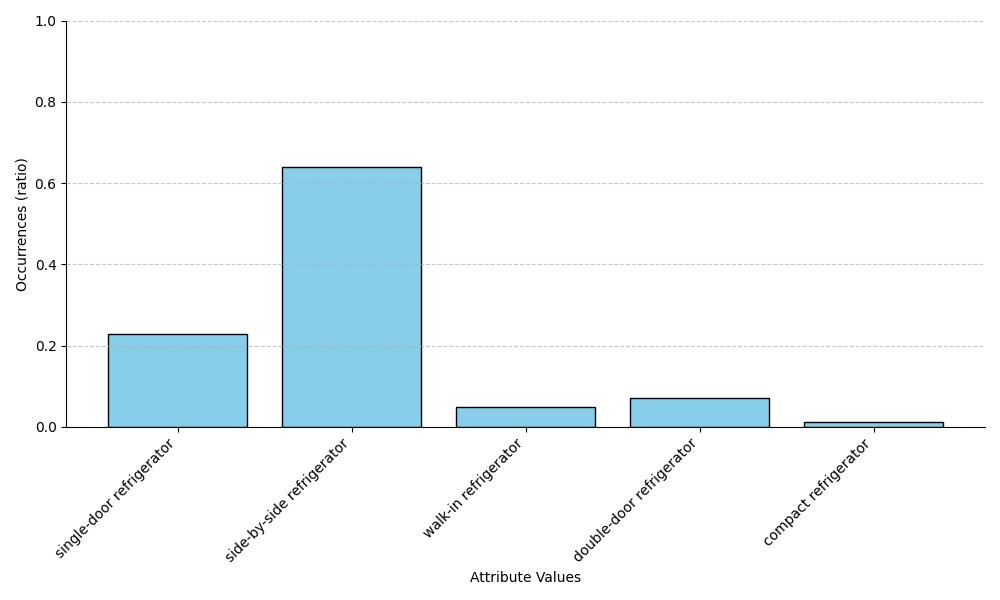 1.0
0.8
0.6
0.4
0.2
0.0
Occurrences (ratio)
single-door refrigerator
side-by-side refrigerator
walk-in refrigerator
double-door refrigerator
compact refrigerator
Attribute Values